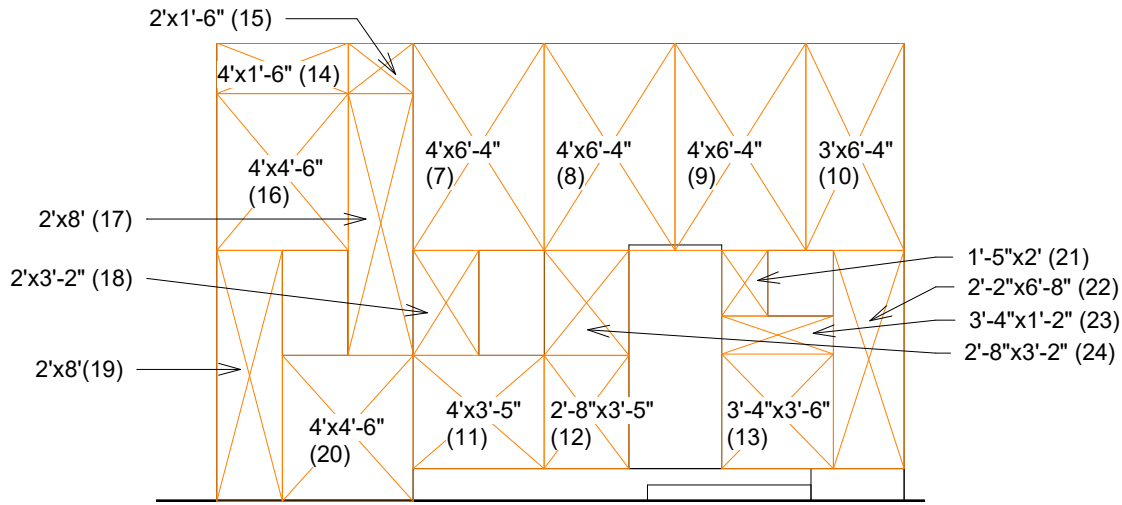 2'x1'-6" (15)
4'x1'-6" (14)
4'x4'-6"
(16)
4'x6'-4"
(7)
4'x6'-4"
(8)
4'x6'-4"
(9)
3'x6'-4"
(10)
2'x8' (17)
2'x3'-2" (18)
2'x8'(19)
1'-5"x2' (21)
2'-2"x6'-8" (22)
3'-4"x1'-2" (23)
2'-8"x3'-2" (24)
4'x4'-6"
(20)
4'x3'-5"
(11)
2'-8"x3'-5"
(12)
3'-4"x3'-6"
(13)